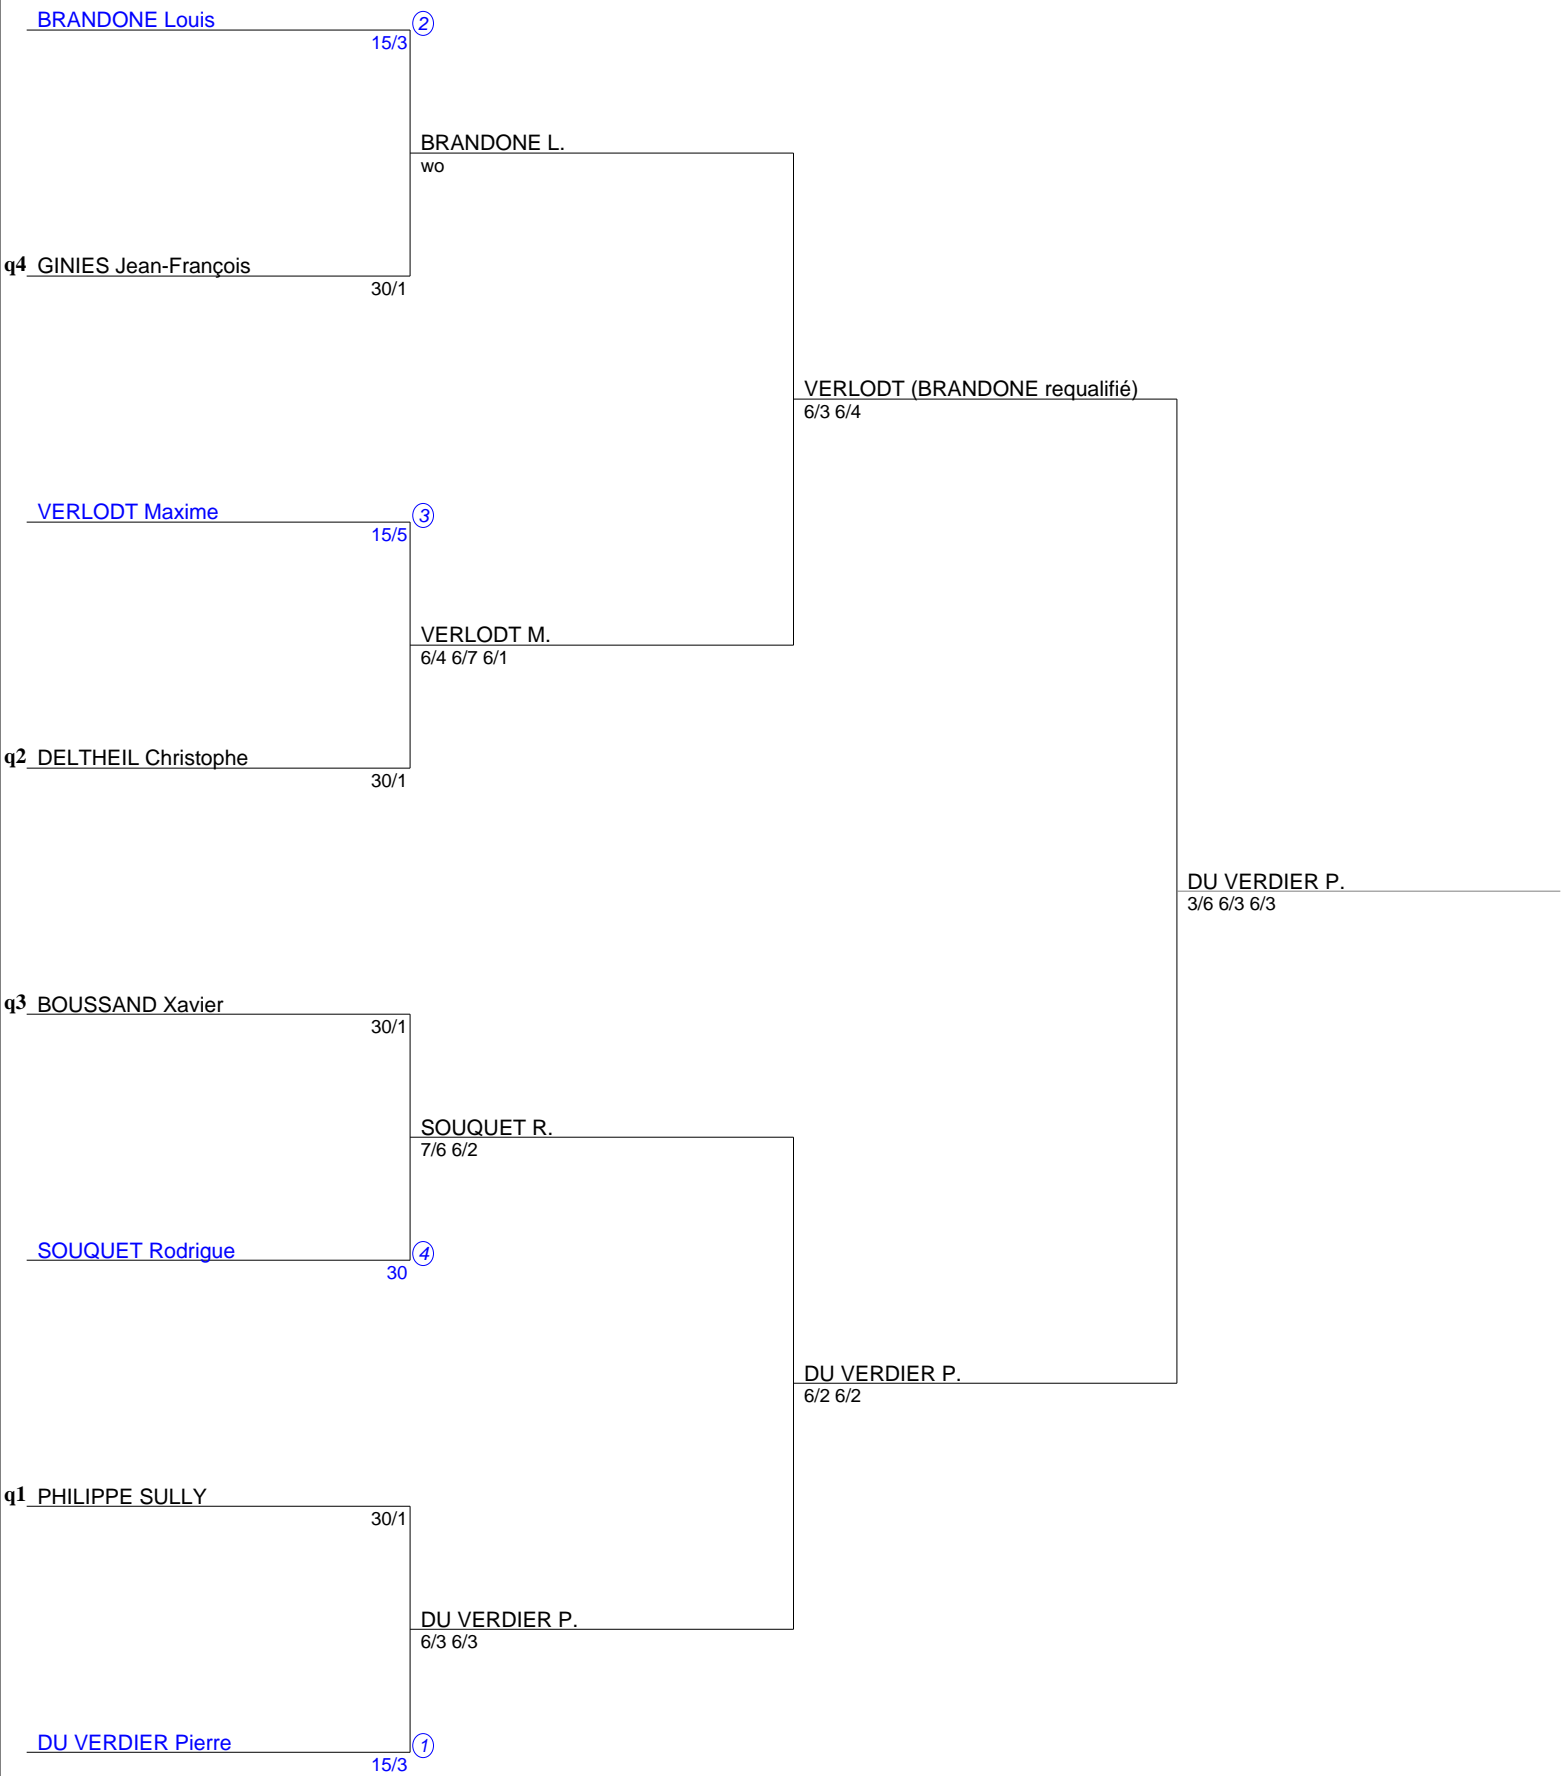 BRANDONE Louis
2
15/3
BRANDONE L.
wo
q4 GINIES Jean-François
30/1
VERLODT (BRANDONE requalifié)
6/3 6/4
VERLODT Maxime
3
15/5
VERLODT M.
6/4 6/7 6/1
q2 DELTHEIL Christophe
30/1
DU VERDIER P.
3/6 6/3 6/3
q3 BOUSSAND Xavier
30/1
SOUQUET R.
7/6 6/2
SOUQUET Rodrigue
4
30
DU VERDIER P.
6/2 6/2
q1 PHILIPPE SULLY
30/1
DU VERDIER P.
6/3 6/3
DU VERDIER Pierre
1
15/3